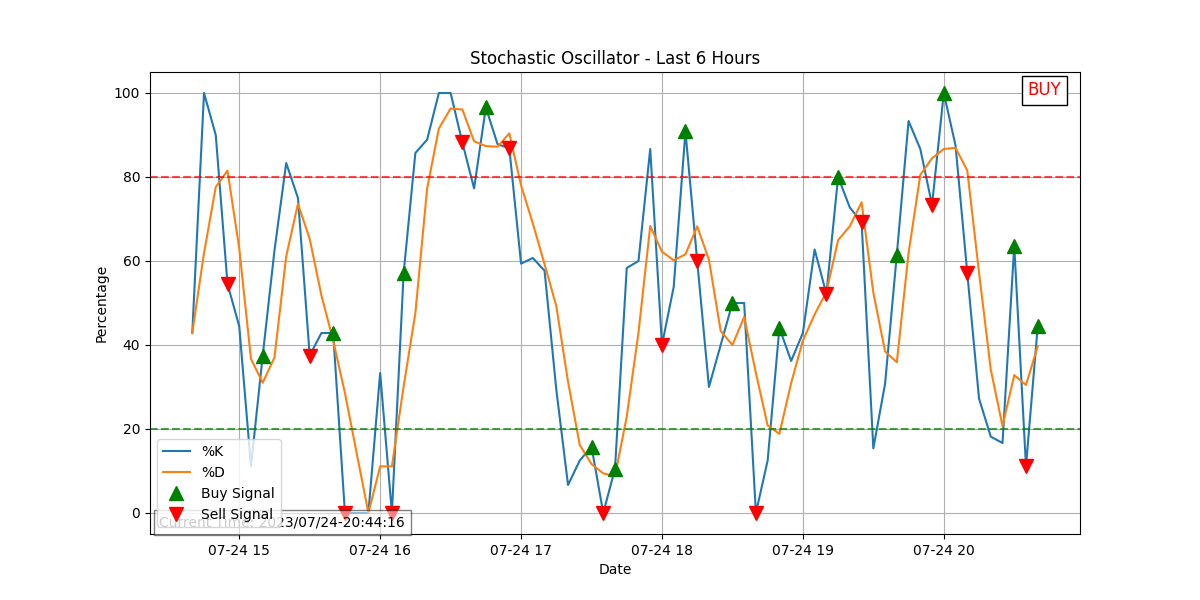 Stochastic Oscillator - Last 6 Hours
BUY
100
80
60
40
20
0
Percentage
%K
%D
Buy Signal
Sell Signal
Current Time: 2023/07/24-20:44:16
07-24 15
07-24 16
07-24 17
07-24 18
07-24 19
07-24 20
Date